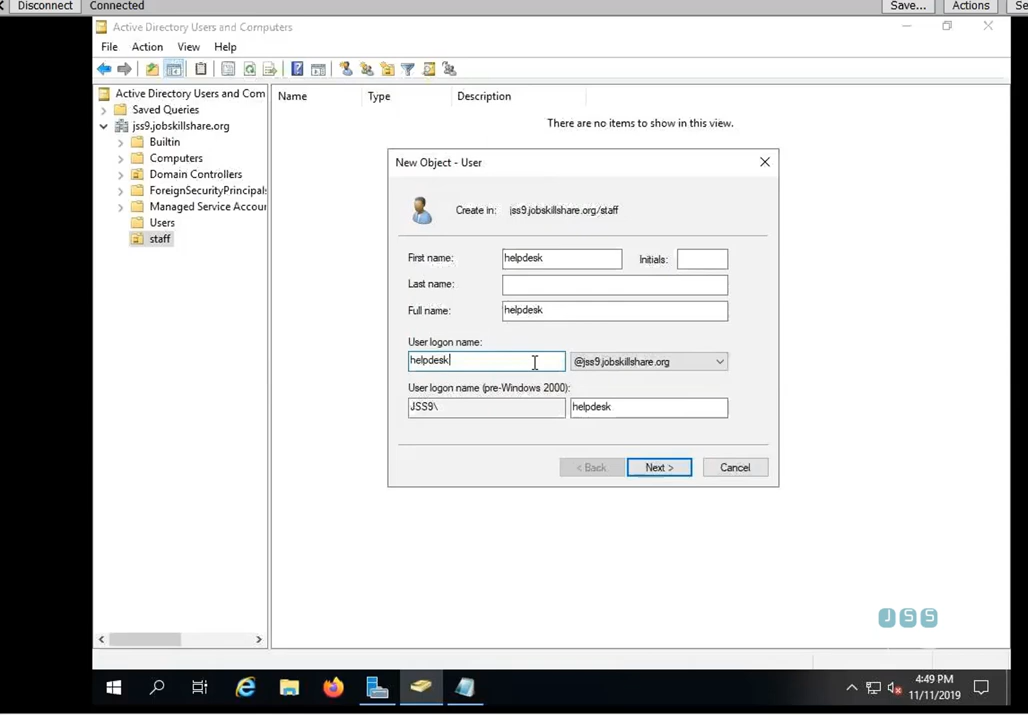 Disconnect Connected Save... Actions Se
Active Directory Users and Computers
File Action View Help
Active Directory Users and Com
Saved Queries
jss9.jobskillshare.org
Builtin
Computers
Domain Controllers
ForeignSecurityPrincipals
Managed Service Accour
Users
staff
Name Type Description
There are no items to show in this view.
New Object - User
Create in: jss9.jobskillshare.org/staff
First name: helpdesk Initials:
Last name:
Full name: helpdesk
User logon name:
helpdesk @jss9.jobskillshare.org
User logon name (pre-Windows 2000):
JSS9\ helpdesk
< Back Next > Cancel
JSS
4:49 PM
11/11/2019